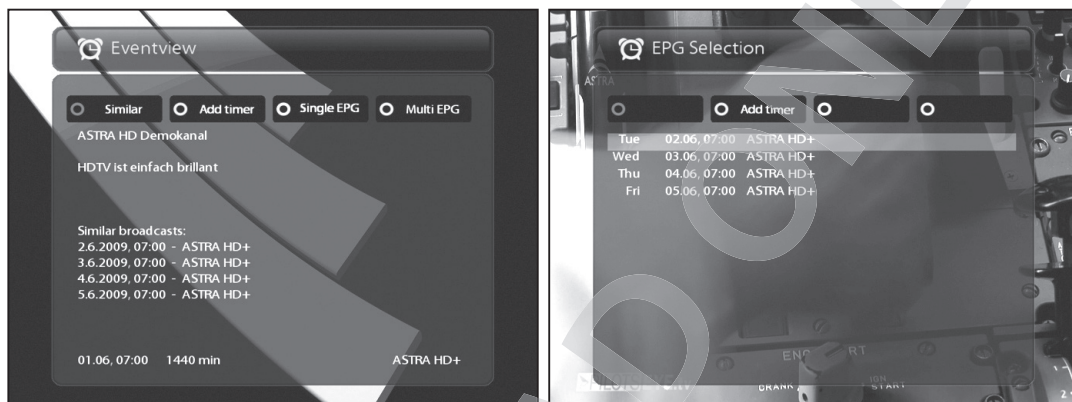 Eventview
Similar Add timer Single EPG Multi EPG
ASTRA HD Demokanal
HDTV ist einfach brillant
Similar broadcasts:
2.6.2009, 07:00 - ASTRA HD+
3.6.2009, 07:00 - ASTRA HD+
4.6.2009, 07:00 - ASTRA HD+
5.6.2009, 07:00 - ASTRA HD+
01.06, 07:00 1440 min ASTRA HD+
EPG Selection
ASTRA
Add timer
Tue 02.06, 07:00 ASTRA HD+
Wed 03.06, 07:00 ASTRA HD+
Thu 04.06, 07:00 ASTRA HD+
Fri 05.06, 07:00 ASTRA HD+
CRANK
IGN
START